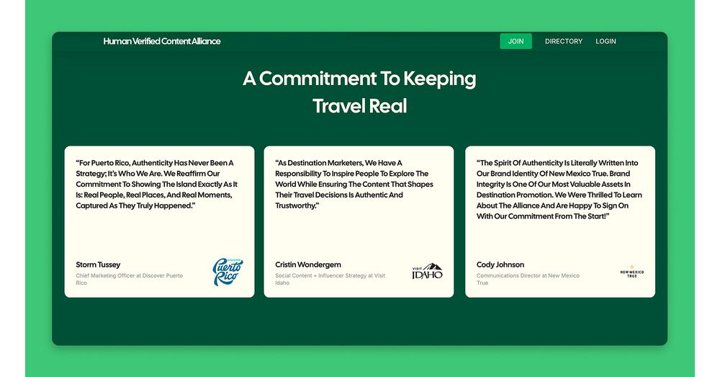 Human Verified Content Alliance
JOIN
DIRECTORY
LOGIN
A Commitment To Keeping
Travel Real
"For Puerto Rico, Authenticity Has Never Been A
Strategy; It's Who We Are. We Reaffirm Our
Commitment To Showing The Island Exactly As It
Is: Real People, Real Places, And Real Moments,
Captured As They Truly Happened."
Storm Tussey
Chief Marketing Officer at Discover Puerto
Rico
Puerto
Rico
"As Destination Marketers, We Have A
Responsibility To Inspire People To Explore The
World While Ensuring The Content That Shapes
Their Travel Decisions Is Authentic And
Trustworthy."
Cristin Wondergem
Social Content + Influencer Strategy at Visit
Idaho
VISIT
IDAHO
"The Spirit Of Authenticity Is Literally Written Into
Our Brand Identity Of New Mexico True. Brand
Integrity Is One Of Our Most Valuable Assets In
Destination Promotion. We Were Thrilled To Learn
About The Alliance And Are Happy To Sign On
With Our Commitment From The Start!"
Cody Johnson
Communications Director at New Mexico
True
NEW MEXICO
TRUE